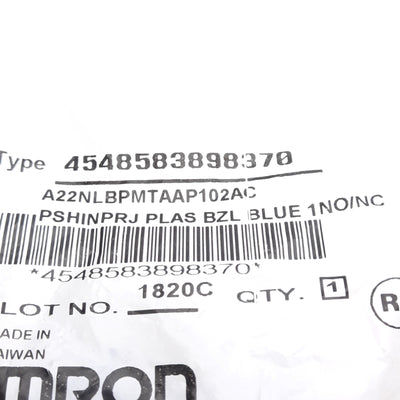 Type 4548583898370
A22NLBPMTAAP102AC
PSHINPRJ PLAS BZL BLUE 1NO/NC
*4548583898370*
1820C QTY. 1
LOT NO.
R
ADE IN
AIWAN
MRON